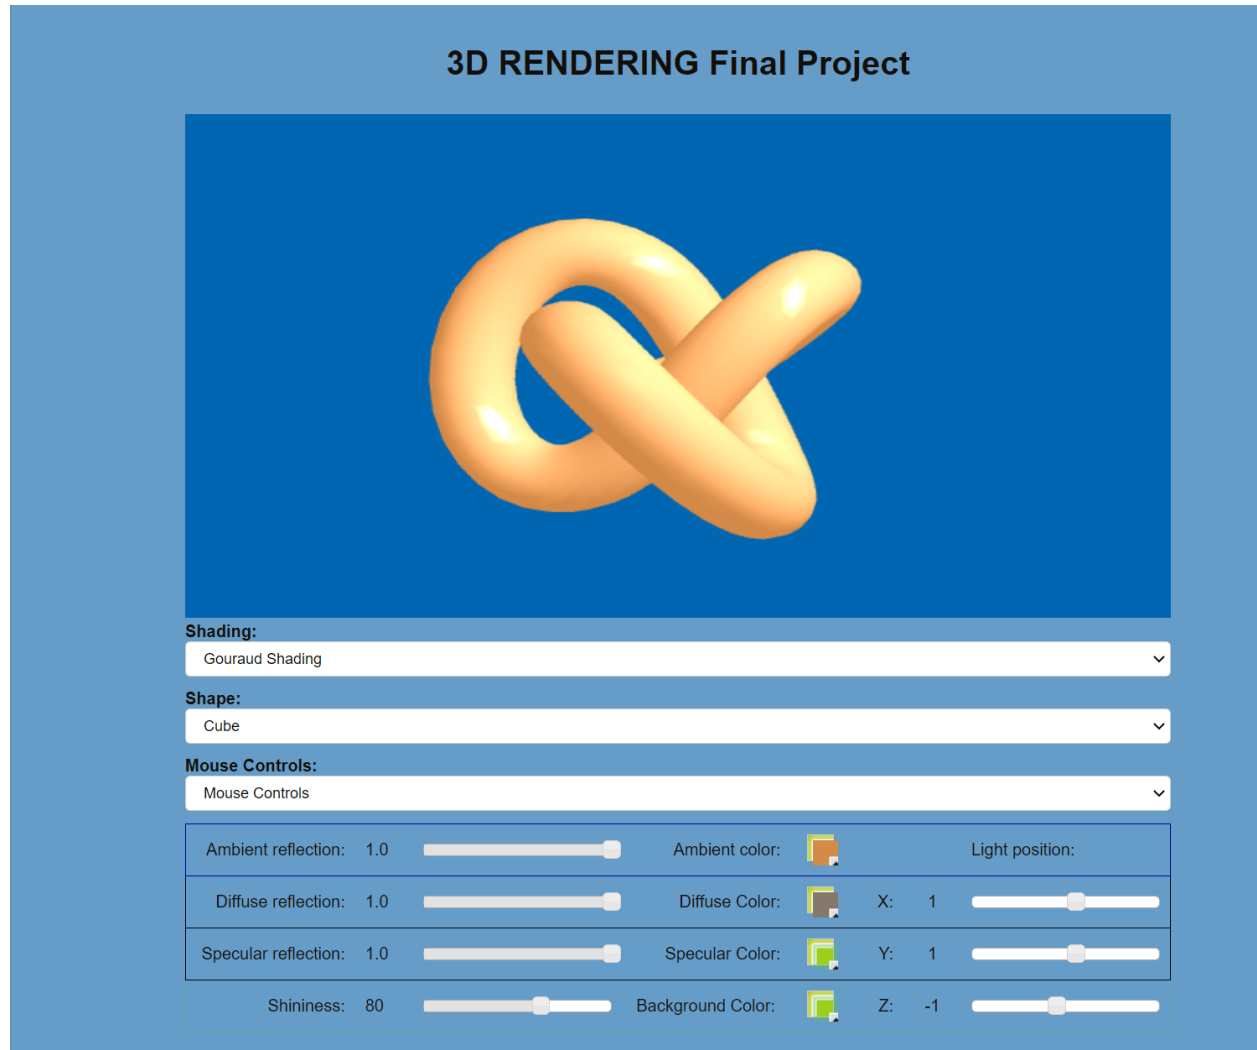 3D RENDERING Final Project
Shading:
Gouraud Shading
Shape:
Cube
Mouse Controls:
Mouse Controls
Ambient reflection: 1.0 Ambient color: Light position:
Diffuse reflection: 1.0 Diffuse Color: X: 1
Specular reflection: 1.0 Specular Color: Y: 1
Shininess: 80 Background Color: Z: -1